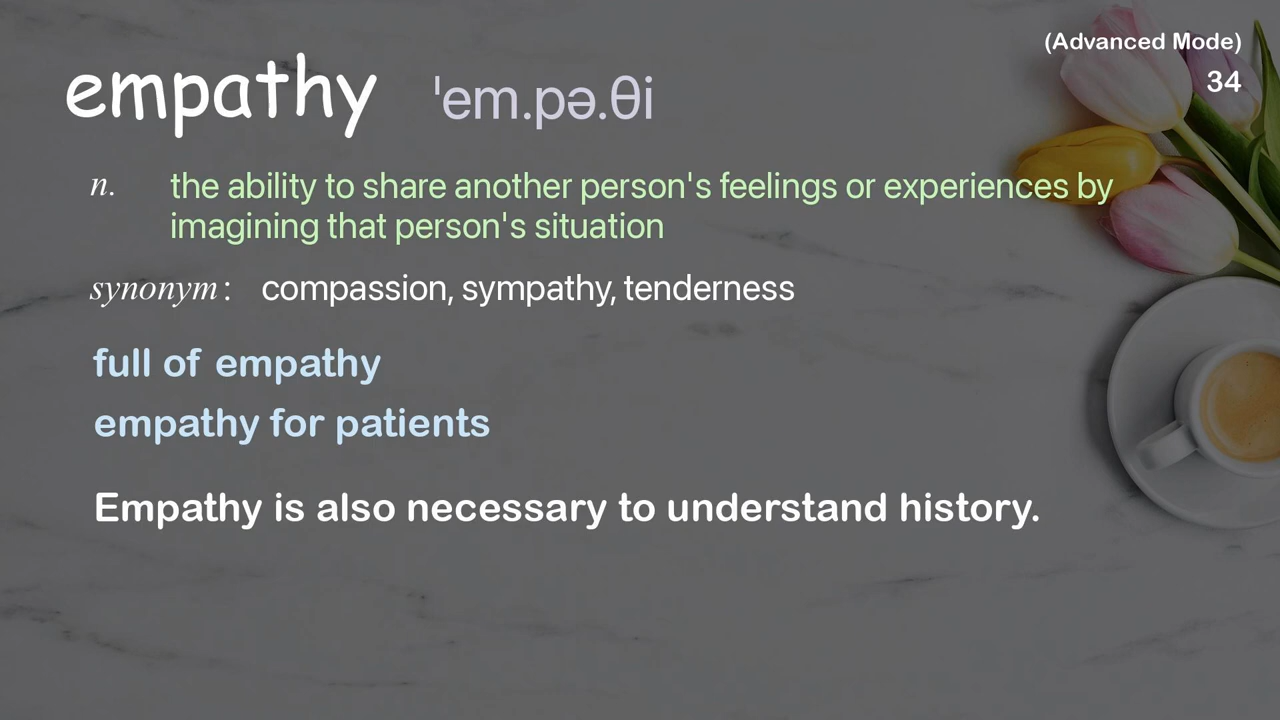 (Advanced Mode)
34
empathy ˈem.pə.θi
n. the ability to share another person's feelings or experiences by
imagining that person's situation
synonym: compassion, sympathy, tenderness
full of empathy
empathy for patients
Empathy is also necessary to understand history.